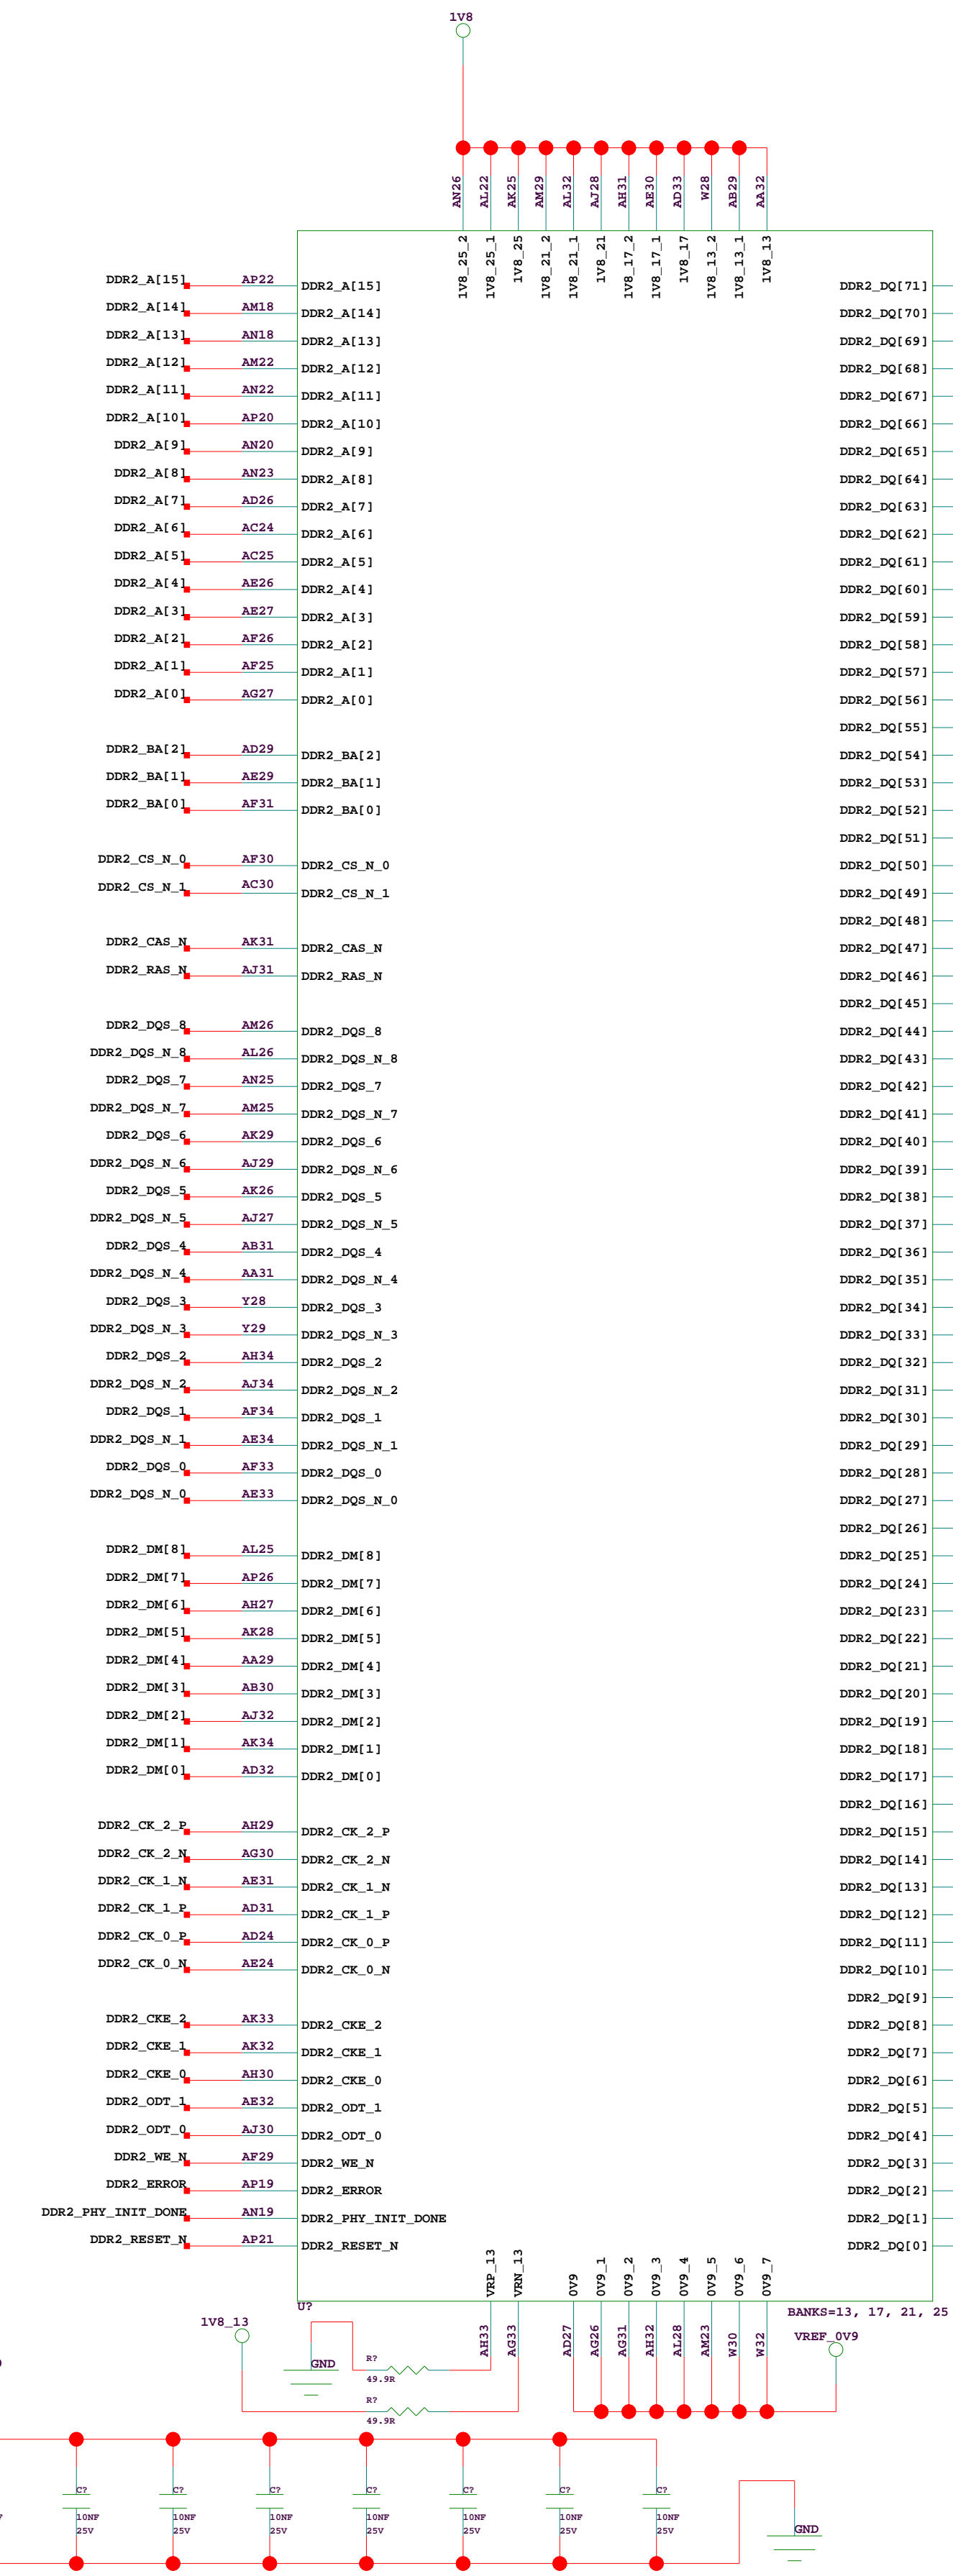 1V8
AN26 AL22 AK25 AM29 AL32 AJ28 AH31 AE30 AD33 W28 AB29 AA32
1V8_25_2 1V8_25_1 1V8_25 1V8_21_2 1V8_21_1 1V8_21 1V8_17_2 1V8_17_1 1V8_17 1V8_13_2 1V8_13_1 1V8_13
DDR2_A[15] AP22 DDR2_A[15] DDR2_DQ[71]
DDR2_A[14] AM18 DDR2_A[14] DDR2_DQ[70]
DDR2_A[13] AN18 DDR2_A[13] DDR2_DQ[69]
DDR2_A[12] AM22 DDR2_A[12] DDR2_DQ[68]
DDR2_A[11] AN22 DDR2_A[11] DDR2_DQ[67]
DDR2_A[10] AP20 DDR2_A[10] DDR2_DQ[66]
DDR2_A[9] AN20 DDR2_A[9] DDR2_DQ[65]
DDR2_A[8] AN23 DDR2_A[8] DDR2_DQ[64]
DDR2_A[7] AD26 DDR2_A[7] DDR2_DQ[63]
DDR2_A[6] AC24 DDR2_A[6] DDR2_DQ[62]
DDR2_A[5] AC25 DDR2_A[5] DDR2_DQ[61]
DDR2_A[4] AE26 DDR2_A[4] DDR2_DQ[60]
DDR2_A[3] AE27 DDR2_A[3] DDR2_DQ[59]
DDR2_A[2] AF26 DDR2_A[2] DDR2_DQ[58]
DDR2_A[1] AF25 DDR2_A[1] DDR2_DQ[57]
DDR2_A[0] AG27 DDR2_A[0] DDR2_DQ[56]
DDR2_DQ[55]
DDR2_BA[2] AD29 DDR2_BA[2] DDR2_DQ[54]
DDR2_BA[1] AE29 DDR2_BA[1] DDR2_DQ[53]
DDR2_BA[0] AF31 DDR2_BA[0] DDR2_DQ[52]
DDR2_DQ[51]
DDR2_CS_N_0 AF30 DDR2_CS_N_0 DDR2_DQ[50]
DDR2_CS_N_1 AC30 DDR2_CS_N_1 DDR2_DQ[49]
DDR2_DQ[48]
DDR2_CAS_N AK31 DDR2_CAS_N DDR2_DQ[47]
DDR2_RAS_N AJ31 DDR2_RAS_N DDR2_DQ[46]
DDR2_DQ[45]
DDR2_DQS_8 AM26 DDR2_DQS_8 DDR2_DQ[44]
DDR2_DQS_N_8 AL26 DDR2_DQS_N_8 DDR2_DQ[43]
DDR2_DQS_7 AN25 DDR2_DQS_7 DDR2_DQ[42]
DDR2_DQS_N_7 AM25 DDR2_DQS_N_7 DDR2_DQ[41]
DDR2_DQS_6 AK29 DDR2_DQS_6 DDR2_DQ[40]
DDR2_DQS_N_6 AJ29 DDR2_DQS_N_6 DDR2_DQ[39]
DDR2_DQS_5 AK26 DDR2_DQS_5 DDR2_DQ[38]
DDR2_DQS_N_5 AJ27 DDR2_DQS_N_5 DDR2_DQ[37]
DDR2_DQS_4 AB31 DDR2_DQS_4 DDR2_DQ[36]
DDR2_DQS_N_4 AA31 DDR2_DQS_N_4 DDR2_DQ[35]
DDR2_DQS_3 Y28 DDR2_DQS_3 DDR2_DQ[34]
DDR2_DQS_N_3 Y29 DDR2_DQS_N_3 DDR2_DQ[33]
DDR2_DQS_2 AH34 DDR2_DQS_2 DDR2_DQ[32]
DDR2_DQS_N_2 AJ34 DDR2_DQS_N_2 DDR2_DQ[31]
DDR2_DQS_1 AF34 DDR2_DQS_1 DDR2_DQ[30]
DDR2_DQS_N_1 AE34 DDR2_DQS_N_1 DDR2_DQ[29]
DDR2_DQS_0 AF33 DDR2_DQS_0 DDR2_DQ[28]
DDR2_DQS_N_0 AE33 DDR2_DQS_N_0 DDR2_DQ[27]
DDR2_DQ[26]
DDR2_DM[8] AL25 DDR2_DM[8] DDR2_DQ[25]
DDR2_DM[7] AP26 DDR2_DM[7] DDR2_DQ[24]
DDR2_DM[6] AH27 DDR2_DM[6] DDR2_DQ[23]
DDR2_DM[5] AK28 DDR2_DM[5] DDR2_DQ[22]
DDR2_DM[4] AA29 DDR2_DM[4] DDR2_DQ[21]
DDR2_DM[3] AB30 DDR2_DM[3] DDR2_DQ[20]
DDR2_DM[2] AJ32 DDR2_DM[2] DDR2_DQ[19]
DDR2_DM[1] AK34 DDR2_DM[1] DDR2_DQ[18]
DDR2_DM[0] AD32 DDR2_DM[0] DDR2_DQ[17]
DDR2_DQ[16]
DDR2_CK_2_P AH29 DDR2_CK_2_P DDR2_DQ[15]
DDR2_CK_2_N AG30 DDR2_CK_2_N DDR2_DQ[14]
DDR2_CK_1_N AE31 DDR2_CK_1_N DDR2_DQ[13]
DDR2_CK_1_P AD31 DDR2_CK_1_P DDR2_DQ[12]
DDR2_CK_0_P AD24 DDR2_CK_0_P DDR2_DQ[11]
DDR2_CK_0_N AE24 DDR2_CK_0_N DDR2_DQ[10]
DDR2_DQ[9]
DDR2_CKE_2 AK33 DDR2_CKE_2 DDR2_DQ[8]
DDR2_CKE_1 AK32 DDR2_CKE_1 DDR2_DQ[7]
DDR2_CKE_0 AH30 DDR2_CKE_0 DDR2_DQ[6]
DDR2_ODT_1 AE32 DDR2_ODT_1 DDR2_DQ[5]
DDR2_ODT_0 AJ30 DDR2_ODT_0 DDR2_DQ[4]
DDR2_WE_N AF29 DDR2_WE_N DDR2_DQ[3]
DDR2_ERROR AP19 DDR2_ERROR DDR2_DQ[2]
DDR2_PHY_INIT_DONE AN19 DDR2_PHY_INIT_DONE DDR2_DQ[1]
DDR2_RESET_N AP21 DDR2_RESET_N DDR2_DQ[0]
VRP_13 VRN_13 0V9 0V9_1 0V9_2 0V9_3 0V9_4 0V9_5 0V9_6 0V9_7
U? BANKS=13, 17, 21, 25
AH33 AG33 AD27 AG26 AG31 AH32 AL28 AM23 W30 W32
1V8_13 VREF_0V9
GND R?
49.9R
R?
49.9R
C? C? C? C? C? C? C?
10NF 10NF 10NF 10NF 10NF 10NF 10NF
25V 25V 25V 25V 25V 25V 25V
GND